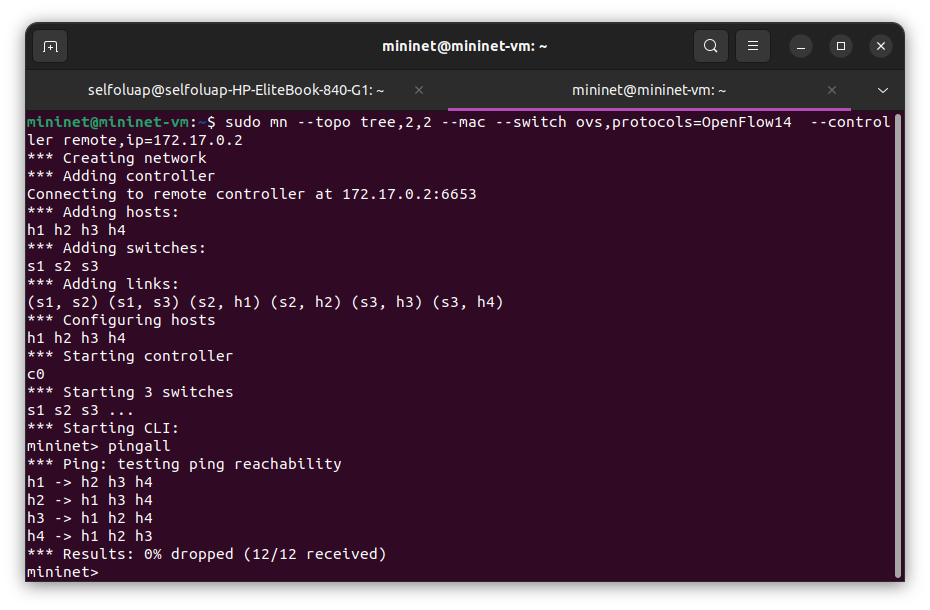 mininet@mininet-vm: ~
selfoluap@selfoluap-HP-EliteBook-840-G1: ~
mininet@mininet-vm: ~
mininet@mininet-vm:~$ sudo mn --topo tree,2,2 --mac --switch ovs,protocols=OpenFlow14  --control
ler remote,ip=172.17.0.2
*** Creating network
*** Adding controller
Connecting to remote controller at 172.17.0.2:6653
*** Adding hosts:
h1 h2 h3 h4
*** Adding switches:
s1 s2 s3
*** Adding links:
(s1, s2) (s1, s3) (s2, h1) (s2, h2) (s3, h3) (s3, h4)
*** Configuring hosts
h1 h2 h3 h4
*** Starting controller
c0
*** Starting 3 switches
s1 s2 s3 ...
*** Starting CLI:
mininet> pingall
*** Ping: testing ping reachability
h1 -> h2 h3 h4
h2 -> h1 h3 h4
h3 -> h1 h2 h4
h4 -> h1 h2 h3
*** Results: 0% dropped (12/12 received)
mininet>